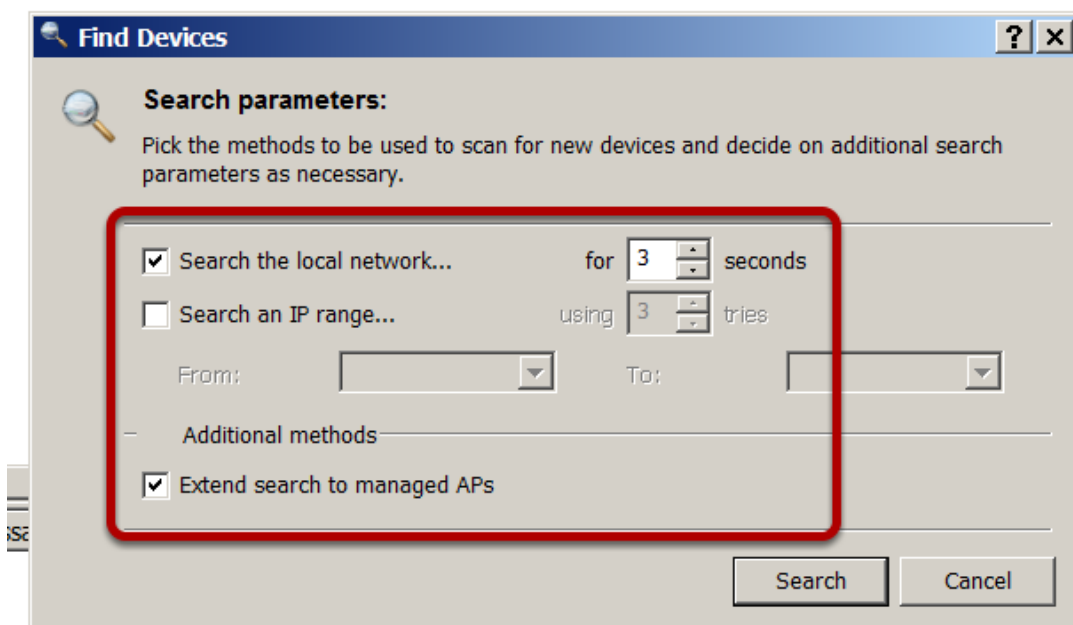 Find Devices
Search parameters:
Pick the methods to be used to scan for new devices and decide on additional search
parameters as necessary.
Search the local network... for 3 seconds
Search an IP range... using 3 tries
From: To:
Additional methods
Extend search to managed APs
Search Cancel